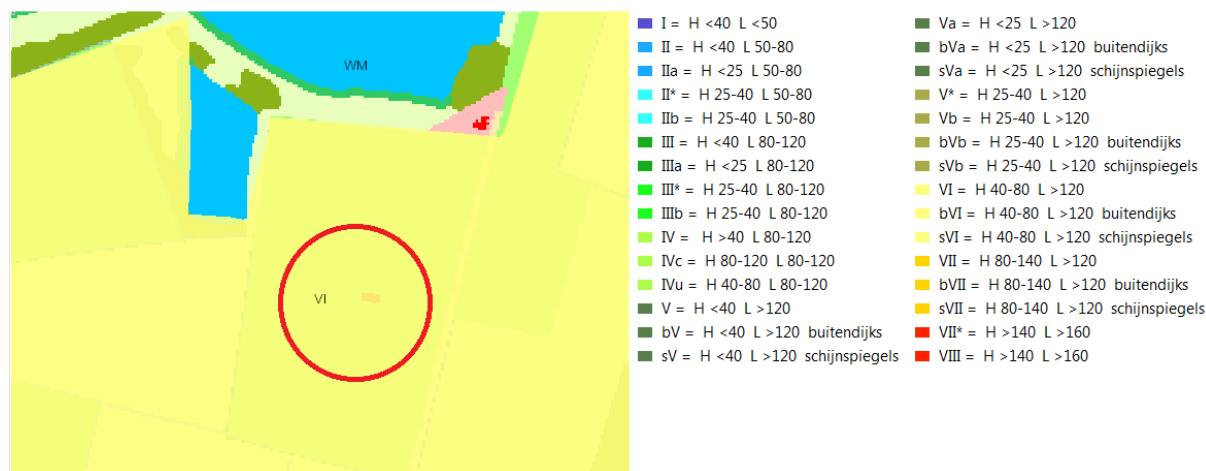 WM
VI
I = H <40 L <50
II = H <40 L 50-80
IIa = H <25 L 50-80
II* = H 25-40 L 50-80
IIb = H 25-40 L 50-80
III = H <40 L 80-120
IIIa = H <25 L 80-120
III* = H 25-40 L 80-120
IIIb = H 25-40 L 80-120
IV = H >40 L 80-120
IVc = H 80-120 L 80-120
IVu = H 40-80 L 80-120
V = H <40 L >120
bV = H <40 L >120 buitendijks
sV = H <40 L >120 schijnspiegels
Va = H <25 L >120
bVa = H <25 L >120 buitendijks
sVa = H <25 L >120 schijnspiegels
V* = H 25-40 L >120
Vb = H 25-40 L >120
bVb = H 25-40 L >120 buitendijks
sVb = H 25-40 L >120 schijnspiegels
VI = H 40-80 L >120
bVI = H 40-80 L >120 buitendijks
sVI = H 40-80 L >120 schijnspiegels
VII = H 80-140 L >120
bVII = H 80-140 L >120 buitendijks
sVII = H 80-140 L >120 schijnspiegels
VII* = H >140 L >160
VIII = H >140 L >160